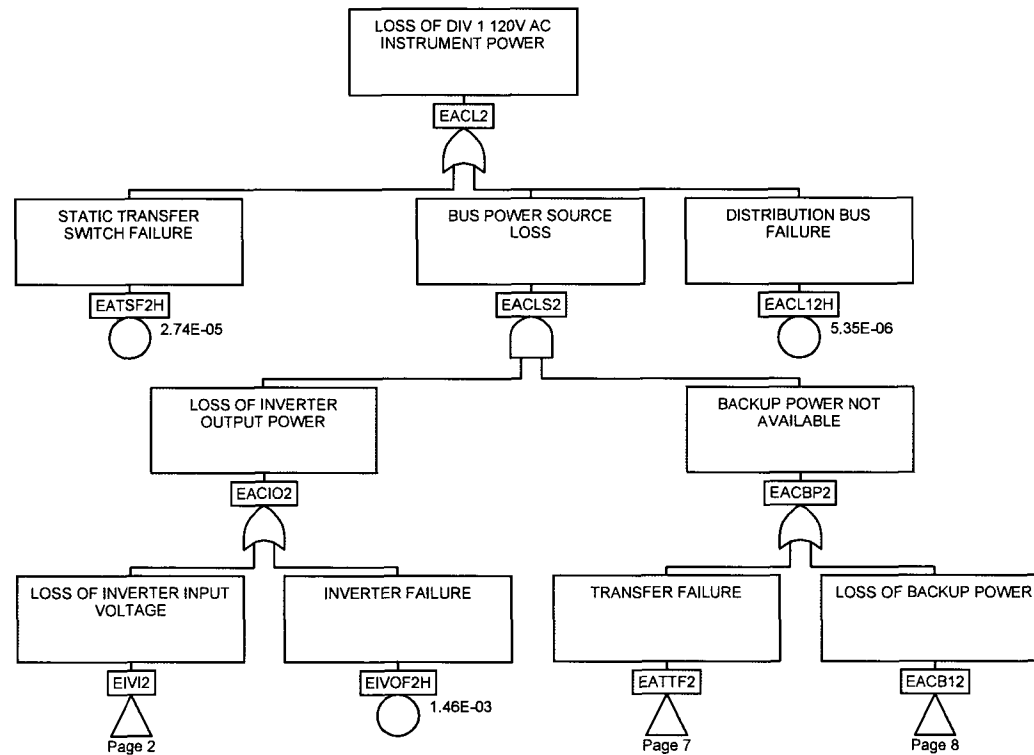 LOSS OF DIV 1 120V AC
INSTRUMENT POWER
EACL2
STATIC TRANSFER
SWITCH FAILURE
BUS POWER SOURCE
LOSS
DISTRIBUTION BUS
FAILURE
EATSF2H
2.74E-05
EACLS2
EACL12H
5.35E-06
LOSS OF INVERTER
OUTPUT POWER
BACKUP POWER NOT
AVAILABLE
EACIO2
EACBP2
LOSS OF INVERTER INPUT
VOLTAGE
INVERTER FAILURE
TRANSFER FAILURE
LOSS OF BACKUP POWER
EIVI2
EIVOF2H
1.46E-03
EATTF2
EACB12
Page 2
Page 7
Page 8